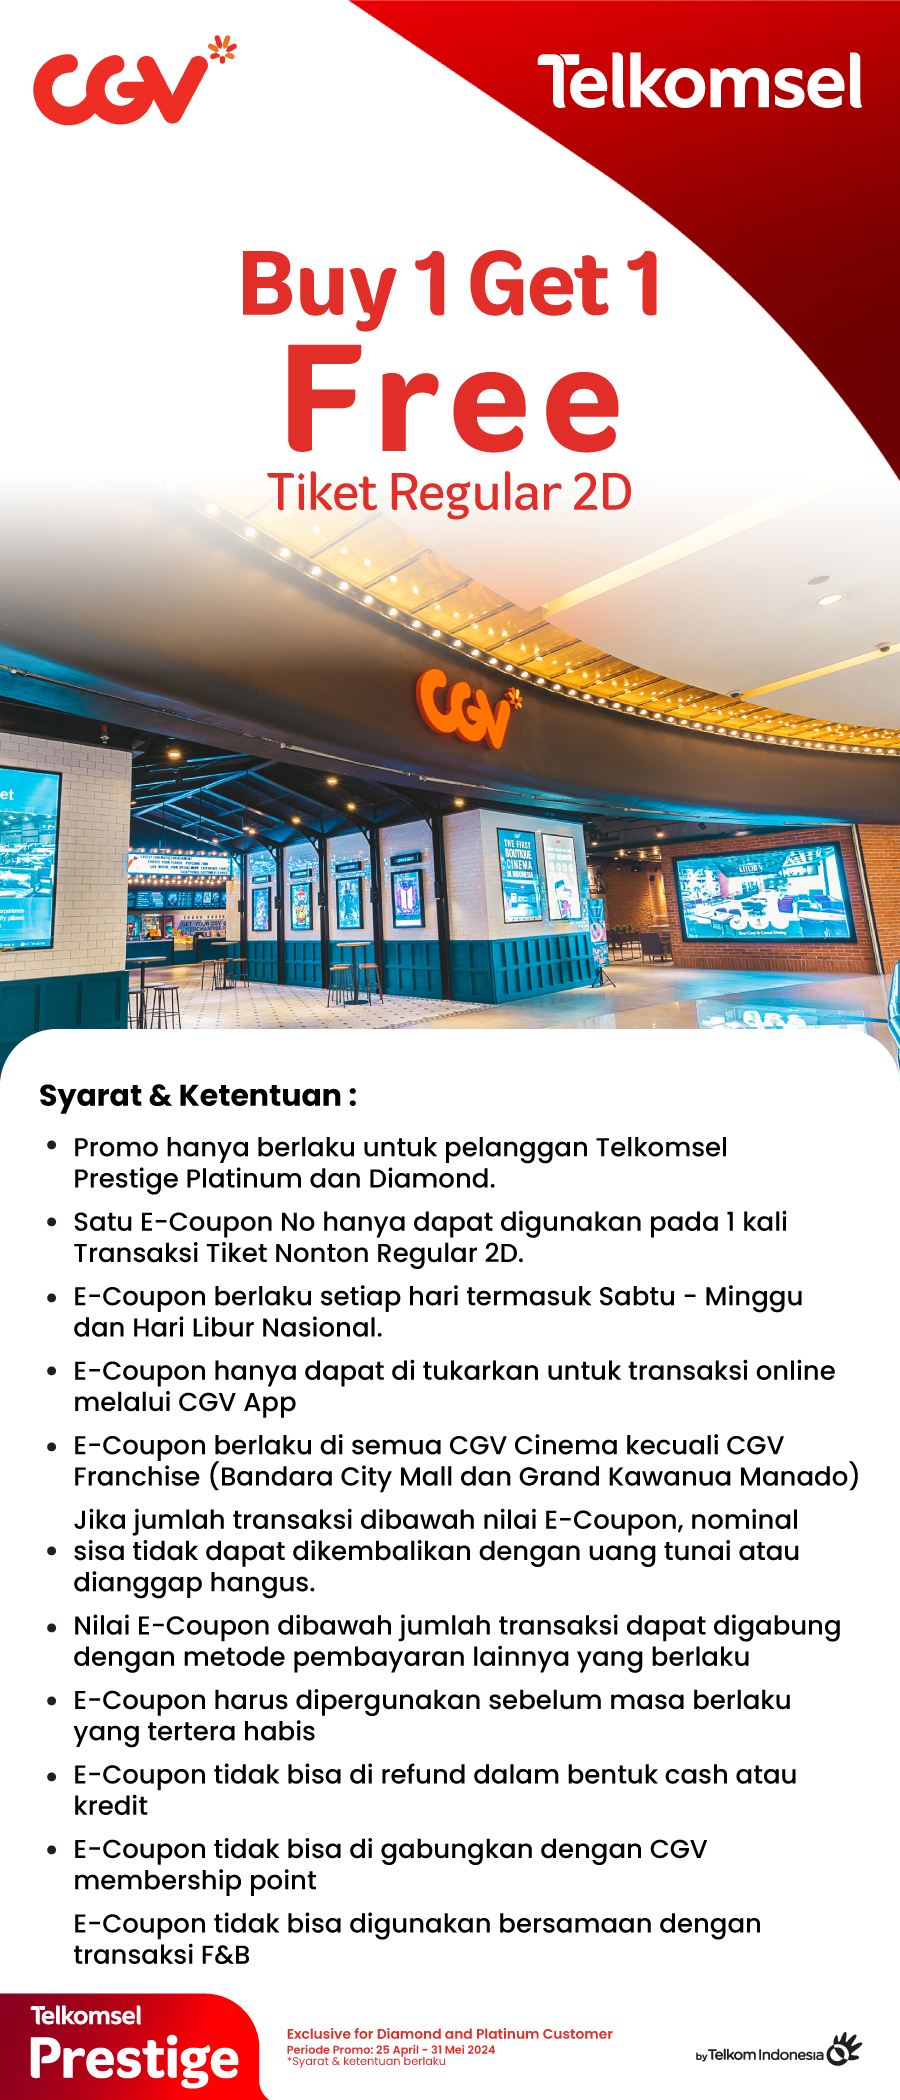 CGV
Telkomsel
Buy 1 Get 1
Free
Tiket Regular 2D
CGV
et
THE FIRST
BOUTIQUE
CINEMA
IN INDONESIA
Syarat & Ketentuan :
• Promo hanya berlaku untuk pelanggan Telkomsel
Prestige Platinum dan Diamond.
• Satu E-Coupon No hanya dapat digunakan pada 1 kali
Transaksi Tiket Nonton Regular 2D.
• E-Coupon berlaku setiap hari termasuk Sabtu - Minggu
dan Hari Libur Nasional.
• E-Coupon hanya dapat di tukarkan untuk transaksi online
melalui CGV App
• E-Coupon berlaku di semua CGV Cinema kecuali CGV
Franchise (Bandara City Mall dan Grand Kawanua Manado)
Jika jumlah transaksi dibawah nilai E-Coupon, nominal
• sisa tidak dapat dikembalikan dengan uang tunai atau
dianggap hangus.
• Nilai E-Coupon dibawah jumlah transaksi dapat digabung
dengan metode pembayaran lainnya yang berlaku
• E-Coupon harus dipergunakan sebelum masa berlaku
yang tertera habis
• E-Coupon tidak bisa di refund dalam bentuk cash atau
kredit
• E-Coupon tidak bisa di gabungkan dengan CGV
membership point
E-Coupon tidak bisa digunakan bersamaan dengan
transaksi F&B
Telkomsel
Prestige
Exclusive for Diamond and Platinum Customer
Periode Promo: 25 April - 31 Mei 2024
*Syarat & ketentuan berlaku
by Telkom Indonesia